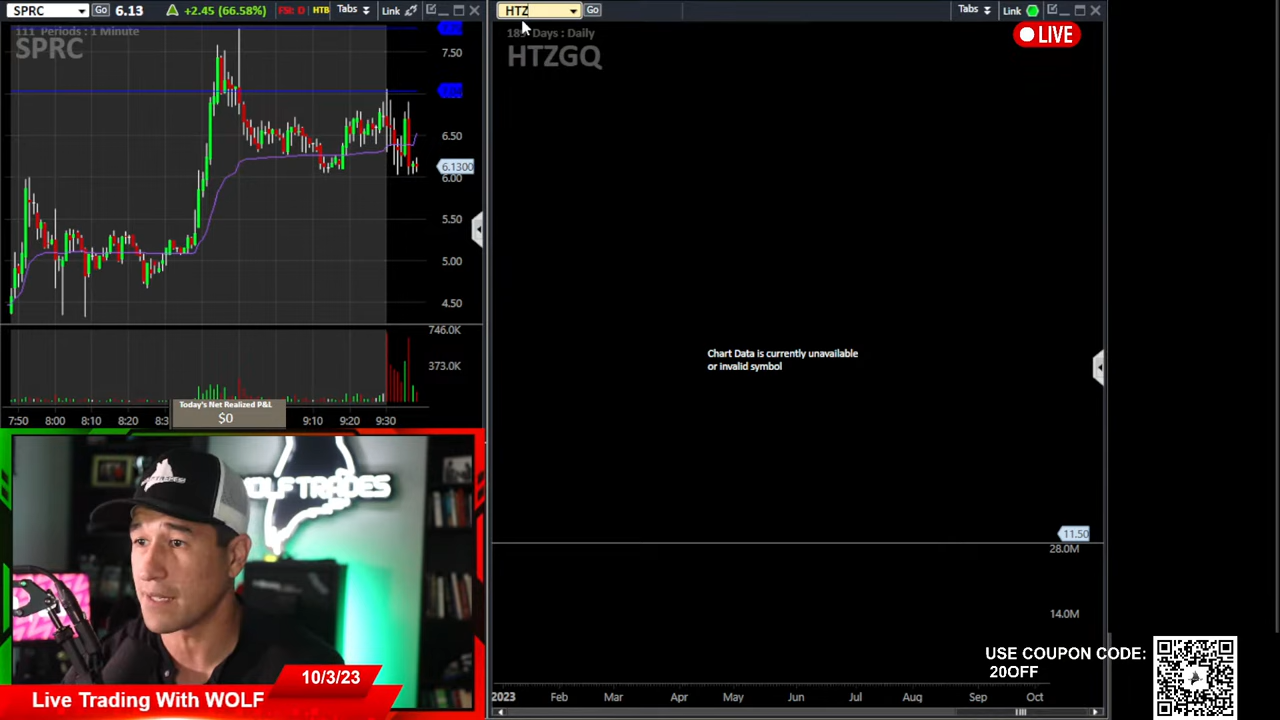 SPRC
Go
6.13
+2.45 (66.58%)
FSR: D
HTB
Tabs
Link
111 Periods : 1 Minute
SPRC
7.50
6.50
6.1300
6.00
5.50
5.00
4.50
746.0K
373.0K
7:50 8:00 8:10 8:20 9:10 9:20 9:30
Today's Net Realized P&L
$0
HTZ
Go
Tabs
Link
Days : Daily
HTZGQ
LIVE
Chart Data is currently unavailable
or invalid symbol
11.50
28.0M
14.0M
2023 Feb Mar Apr May Jun Jul Aug Sep Oct
WOLF TRADES
10/3/23
Live Trading With WOLF
USE COUPON CODE:
20OFF